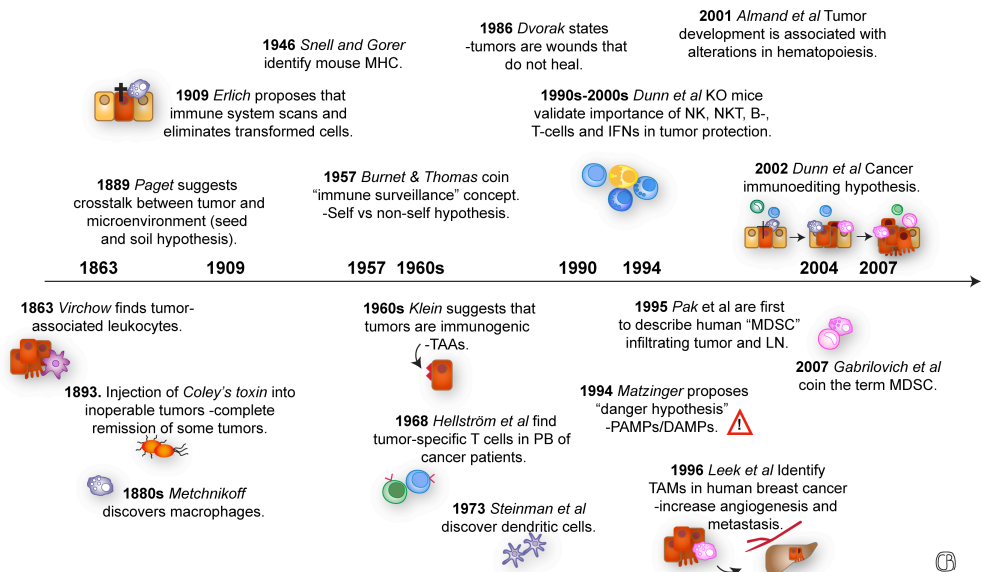 2001 Almand et al Tumor
development is associated with
alterations in hematopoiesis.
1986 Dvorak states
-tumors are wounds that
do not heal.
1946 Snell and Gorer
identify mouse MHC.
1909 Erlich proposes that
immune system scans and
eliminates transformed cells.
1990s-2000s Dunn et al KO mice
validate importance of NK, NKT, B-,
T-cells and IFNs in tumor protection.
1889 Paget suggests
crosstalk between tumor and
microenvironment (seed
and soil hypothesis).
1957 Burnet & Thomas coin
“immune surveillance” concept.
-Self vs non-self hypothesis.
2002 Dunn et al Cancer
immunoediting hypothesis.
1863 1909 1957 1960s 1990 1994 2004 2007
1863 Virchow finds tumor-
associated leukocytes.
1893. Injection of Coley’s toxin into
inoperable tumors -complete
remission of some tumors.
1880s Metchnikoff
discovers macrophages.
1960s Klein suggests that
tumors are immunogenic
-TAAs.
1968 Hellström et al find
tumor-specific T cells in PB of
cancer patients.
1973 Steinman et al
discover dendritic cells.
1995 Pak et al are first
to describe human “MDSC”
infiltrating tumor and LN.
2007 Gabrilovich et al
coin the term MDSC.
1994 Matzinger proposes
“danger hypothesis”
-PAMPs/DAMPs.
!
1996 Leek et al Identify
TAMs in human breast cancer
-increase angiogenesis and
metastasis.
CB